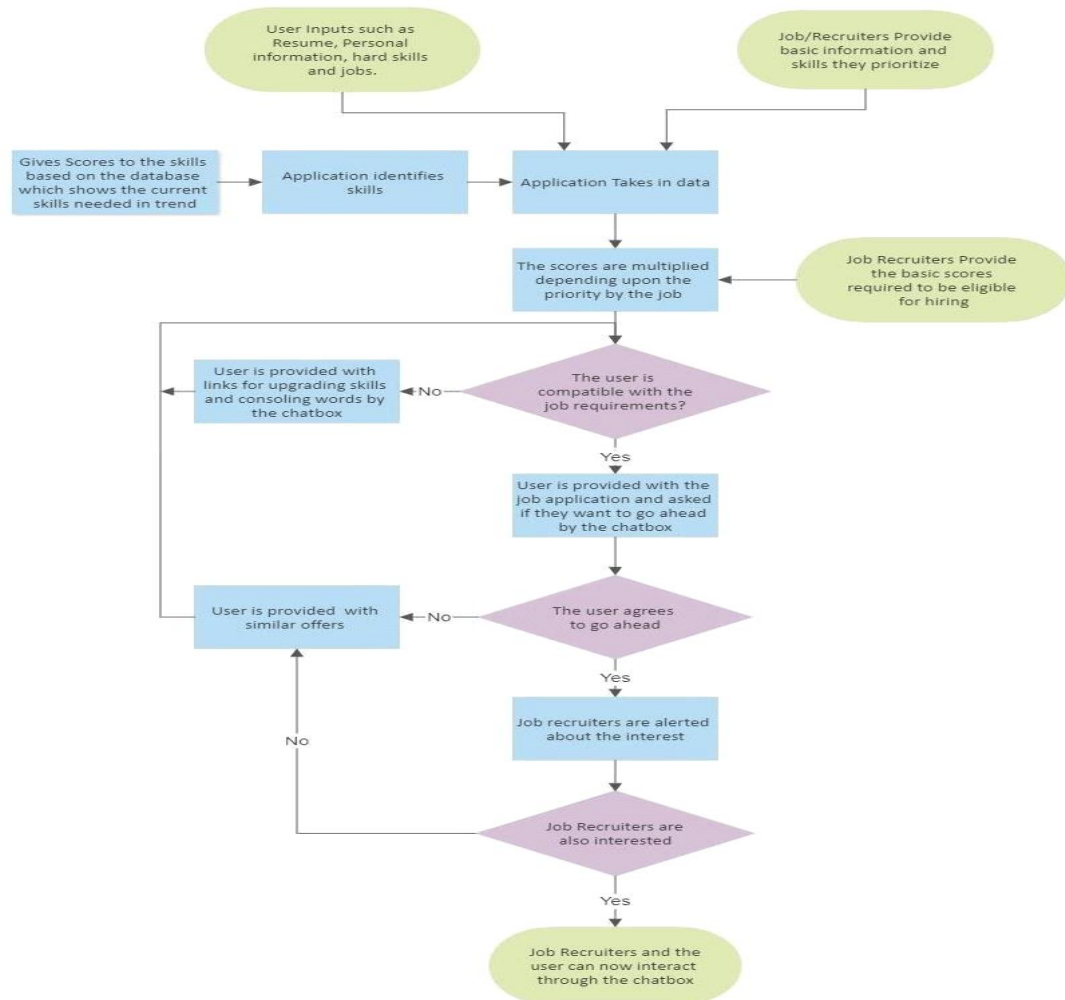 User Inputs such as
Resume, Personal
information, hard skills
and jobs.
Job/Recruiters Provide
basic information and
skills they prioritize
Gives Scores to the skills
based on the database
which shows the current
skills needed in trend
Application identifies
skills
Application Takes in data
The scores are multiplied
depending upon the
priority by the job
Job Recruiters Provide
the basic scores
required to be eligible
for hiring
User is provided with
links for upgrading skills
and consoling words by
the chatbox
No
The user is
compatible with the
job requirements?
Yes
User is provided with the
job application and asked
if they want to go ahead
by the chatbox
User is provided with
similar offers
No
The user agrees
to go ahead
Yes
Job recruiters are alerted
about the interest
No
Job Recruiters are
also interested
Yes
Job Recruiters and the
user can now interact
through the chatbox